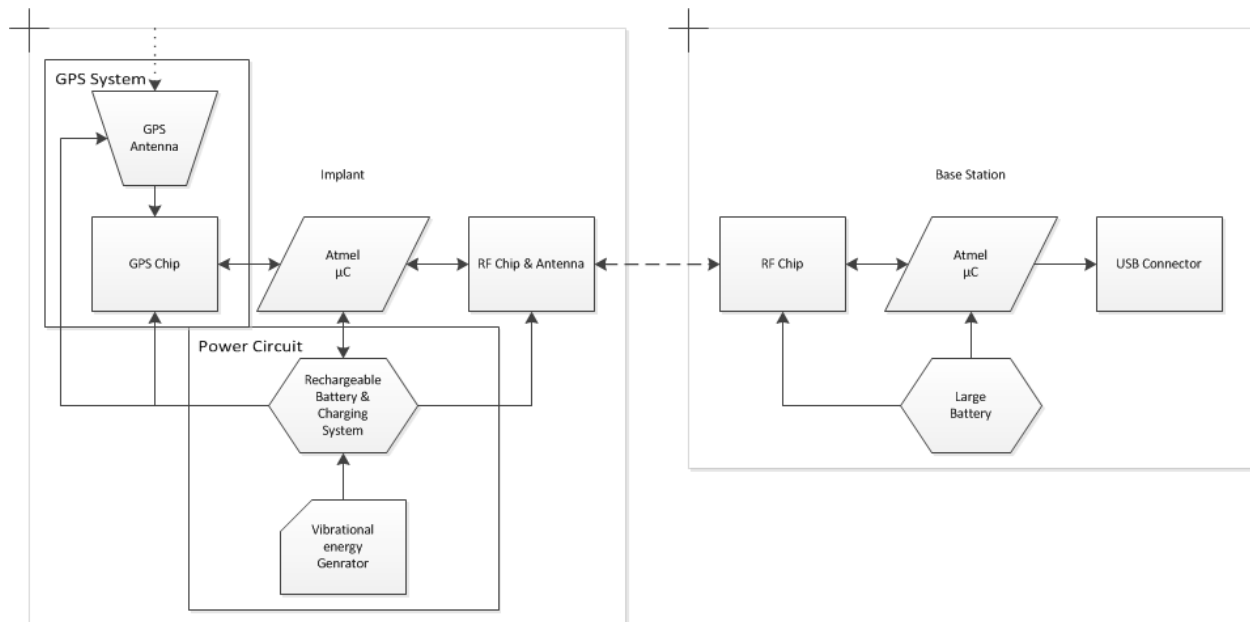 GPS System
GPS
Antenna
Implant
Base Station
GPS Chip
Atmel
µC
RF Chip & Antenna
RF Chip
Atmel
µC
USB Connector
Power Circuit
Rechargeable
Battery &
Charging
System
Large
Battery
Vibrational
energy
Genrator